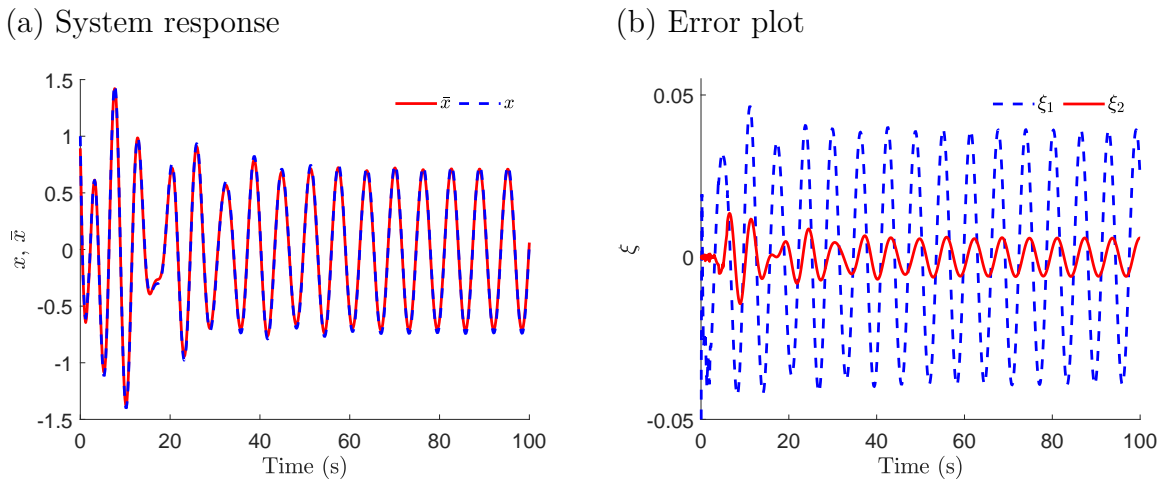 (a) System response
1.5
1
0.5
0
-0.5
-1
-1.5
x, x̄
x̄ x
0 20 40 60 80 100
Time (s)
(b) Error plot
0.05
0
-0.05
ξ
ξ₁ ξ₂
0 20 40 60 80 100
Time (s)